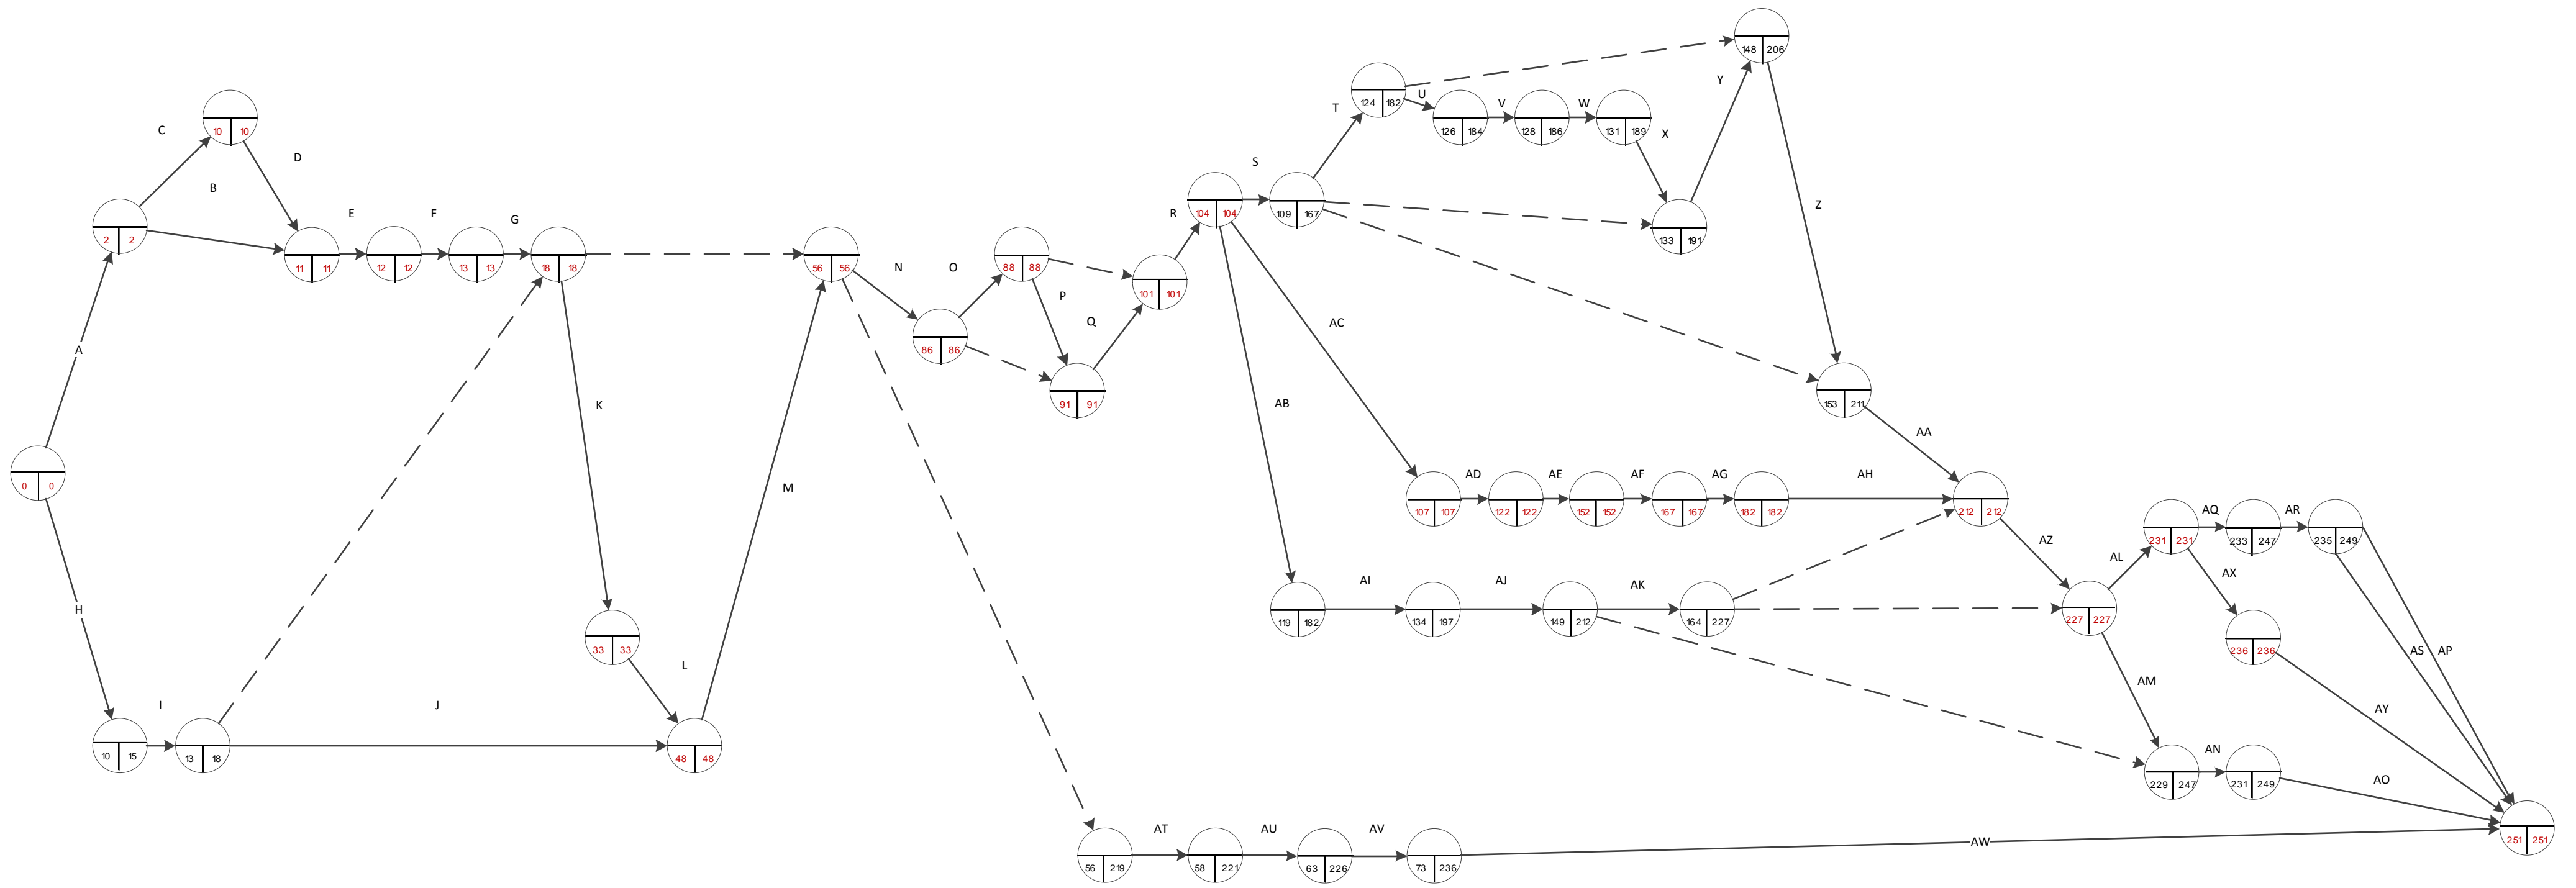 148 206
T
124 182
U
126 184
V
128 186
W
131 189
X
Y
C
10 10
D
B
2 2
E
11 11
F
12 12
G
13 13
18 18
A
0 0
H
I
10 15
13 18
J
K
33 33
L
48 48
M
56 56
N
86 86
O
88 88
P
91 91
Q
101 101
R
104 104
S
109 167
133 191
Z
153 211
AA
AC
AB
107 107
AD
122 122
AE
152 152
AF
167 167
AG
182 182
AH
212 212
AZ
119 182
AI
134 197
AJ
149 212
AK
164 227
227 227
AL
231 231
AQ
233 247
AR
235 249
AX
236 236
AS
AP
AY
AM
229 247
AN
231 249
AO
251 251
56 219
AT
58 221
AU
63 226
AV
73 236
AW